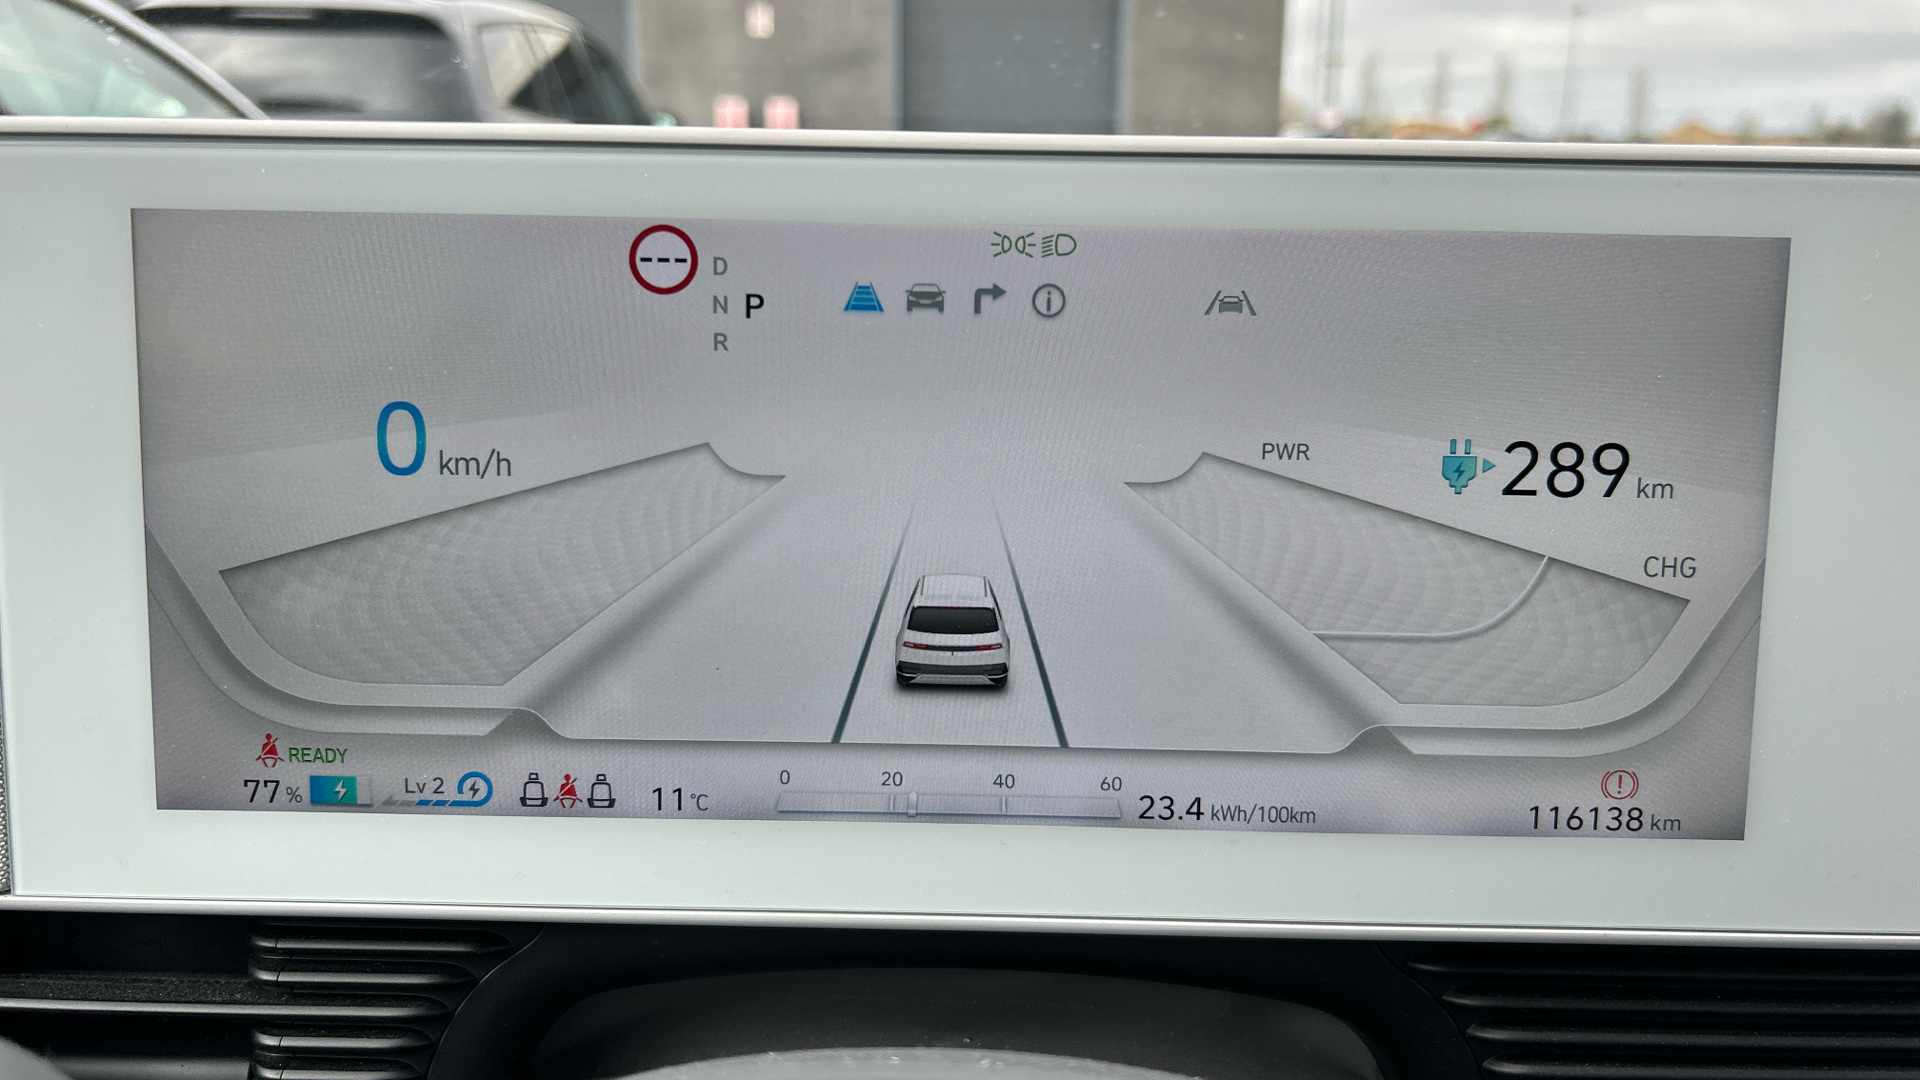 ---
D
N P
R
0 km/h
PWR
289 km
CHG
READY
77 %
Lv 2
11 °C
0 20 40 60
23.4 kWh/100km
116138 km